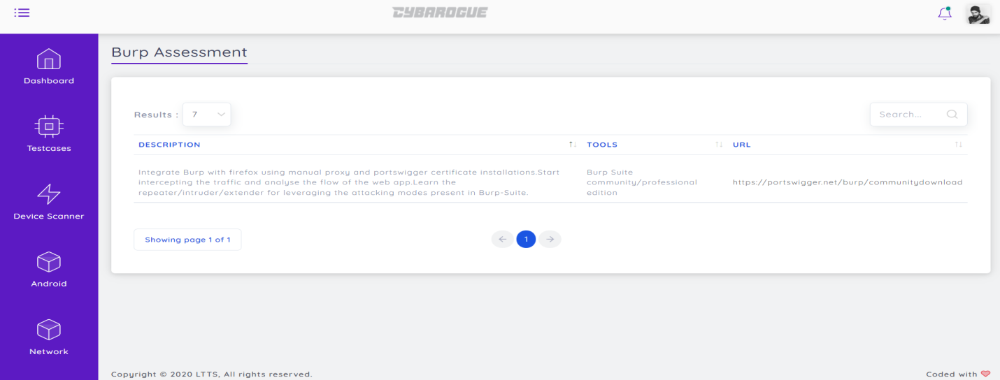 CYBAROGUE
Dashboard
Testcases
Device Scanner
Android
Network
Burp Assessment
Results : 7
Search...
DESCRIPTION TOOLS URL
Integrate Burp with firefox using manual proxy and portswigger certificate installations.Start
intercepting the traffic and analyse the flow of the web app.Learn the
repeater/intruder/extender for leveraging the attacking modes present in Burp-Suite.
Burp Suite
community/professional
edition
https://portswigger.net/burp/communitydownload
Showing page 1 of 1
1
Copyright © 2020 LTTS, All rights reserved.
Coded with